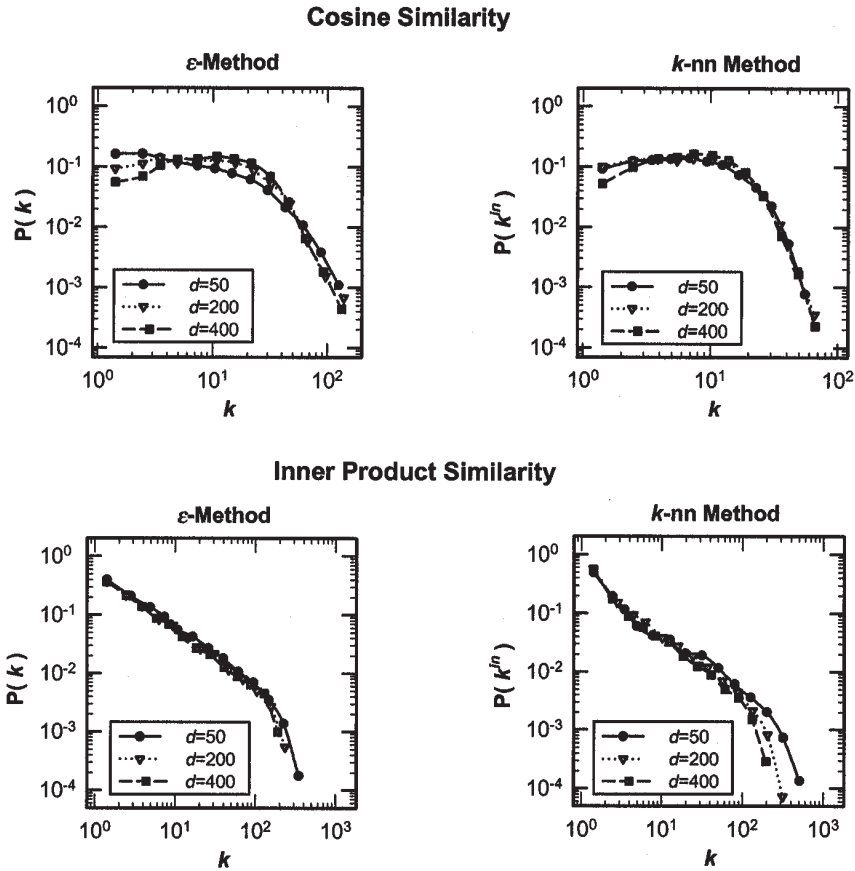 Cosine Similarity
ε-Method
k-nn Method
10⁰
10⁻¹
10⁻²
10⁻³
10⁻⁴
P( k )
d=50
d=200
d=400
10⁰ 10¹ 10²
k
10⁰
10⁻¹
10⁻²
10⁻³
10⁻⁴
P( kⁱⁿ )
d=50
d=200
d=400
10⁰ 10¹ 10²
k
Inner Product Similarity
ε-Method
k-nn Method
10⁰
10⁻¹
10⁻²
10⁻³
10⁻⁴
P( k )
d=50
d=200
d=400
10⁰ 10¹ 10² 10³
k
10⁰
10⁻¹
10⁻²
10⁻³
10⁻⁴
P( kⁱⁿ )
d=50
d=200
d=400
10⁰ 10¹ 10² 10³
k